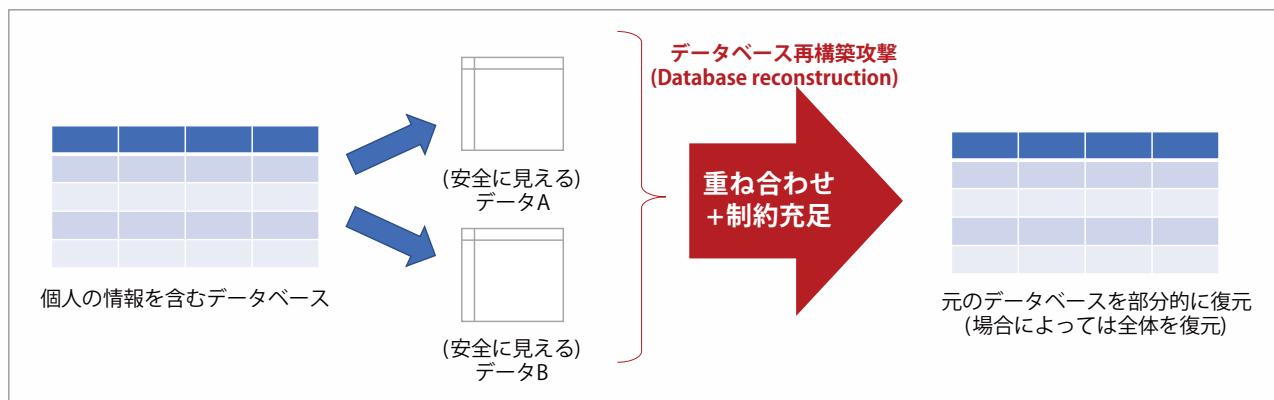 個人の情報を含むデータベース
(安全に見える)
データA
(安全に見える)
データB
データベース再構築攻撃
(Database reconstruction)
重ね合わせ
+制約充足
元のデータベースを部分的に復元
(場合によっては全体を復元)